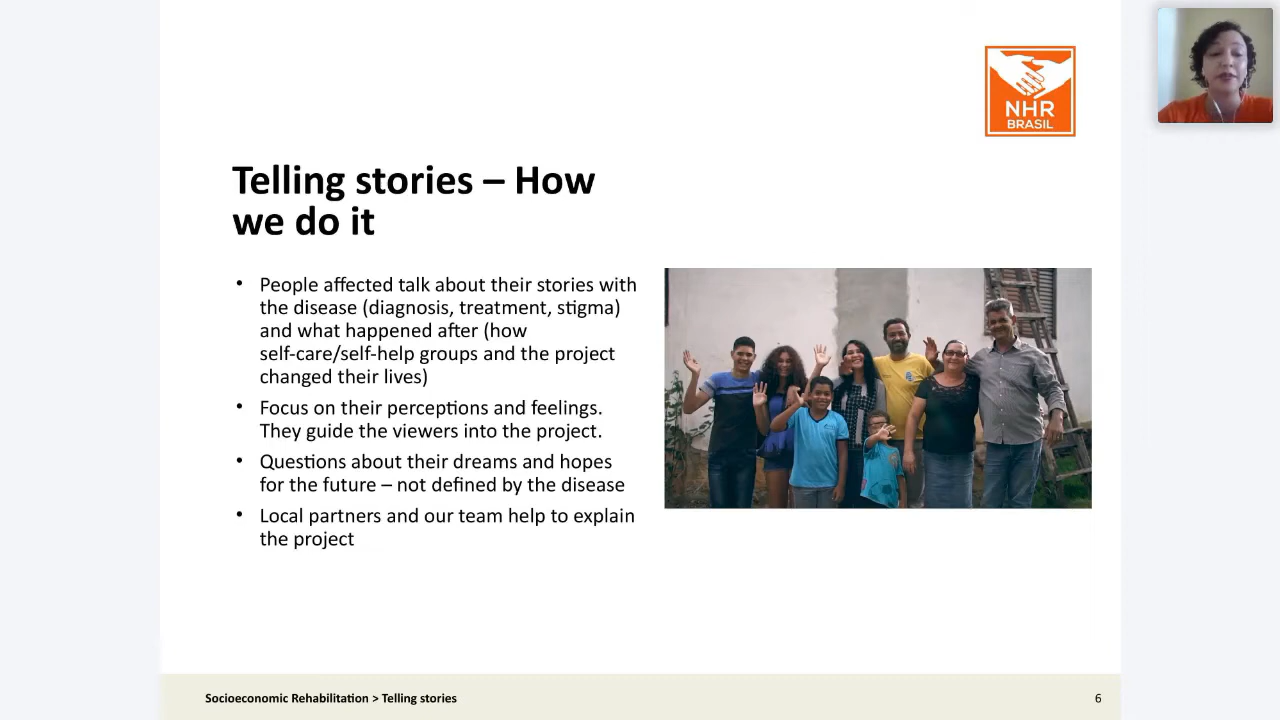 NHR
BRASIL
Telling stories – How
we do it
• People affected talk about their stories with
the disease (diagnosis, treatment, stigma)
and what happened after (how
self-care/self-help groups and the project
changed their lives)
• Focus on their perceptions and feelings.
They guide the viewers into the project.
• Questions about their dreams and hopes
for the future – not defined by the disease
• Local partners and our team help to explain
the project
Socioeconomic Rehabilitation > Telling stories
6